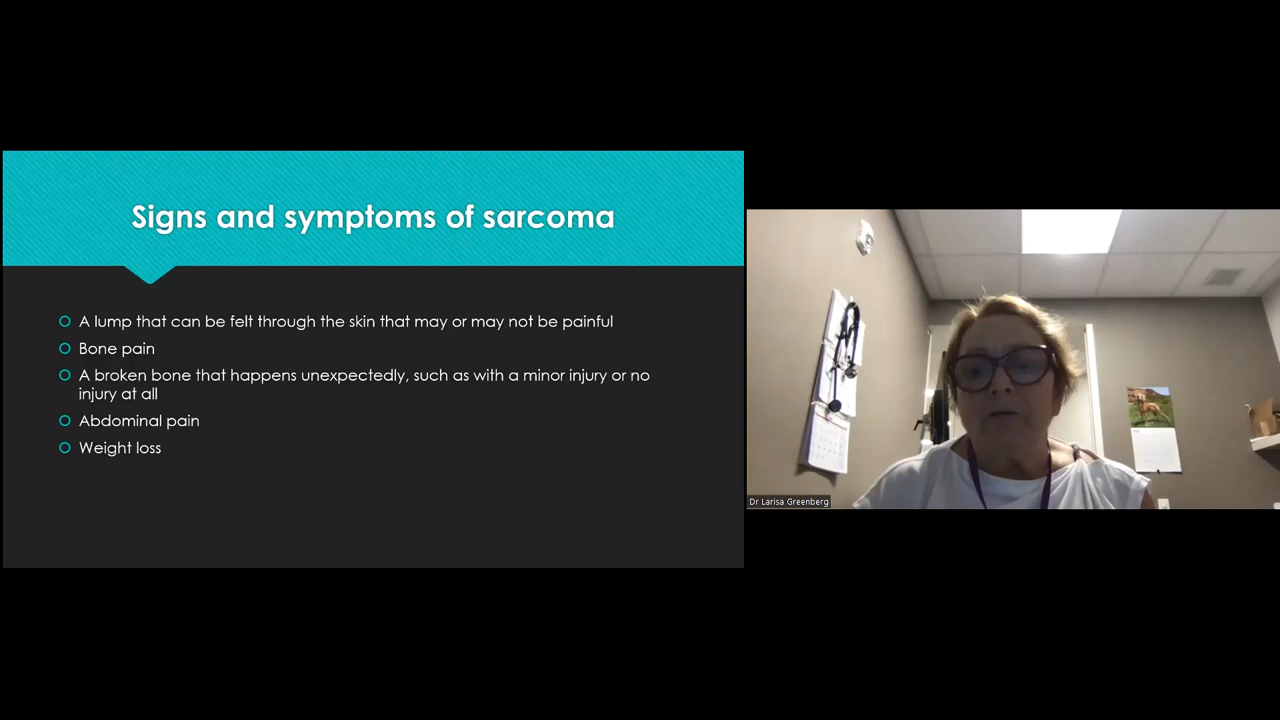 Signs and symptoms of sarcoma
A lump that can be felt through the skin that may or may not be painful
Bone pain
A broken bone that happens unexpectedly, such as with a minor injury or no
injury at all
Abdominal pain
Weight loss
Dr Larisa Greenberg